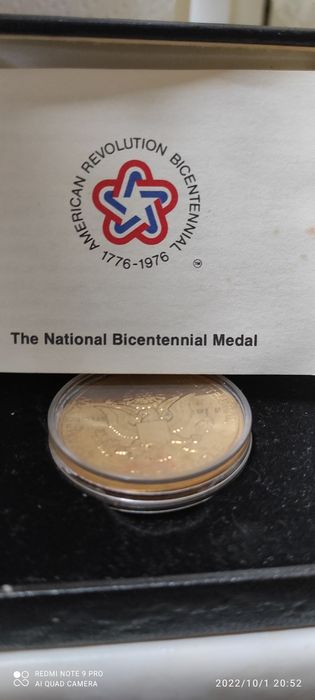 AMERICAN REVOLUTION BICENTENNIAL
1776-1976
®
The National Bicentennial Medal
REDMI NOTE 9 PRO
AI QUAD CAMERA
2022/10/1 20:52